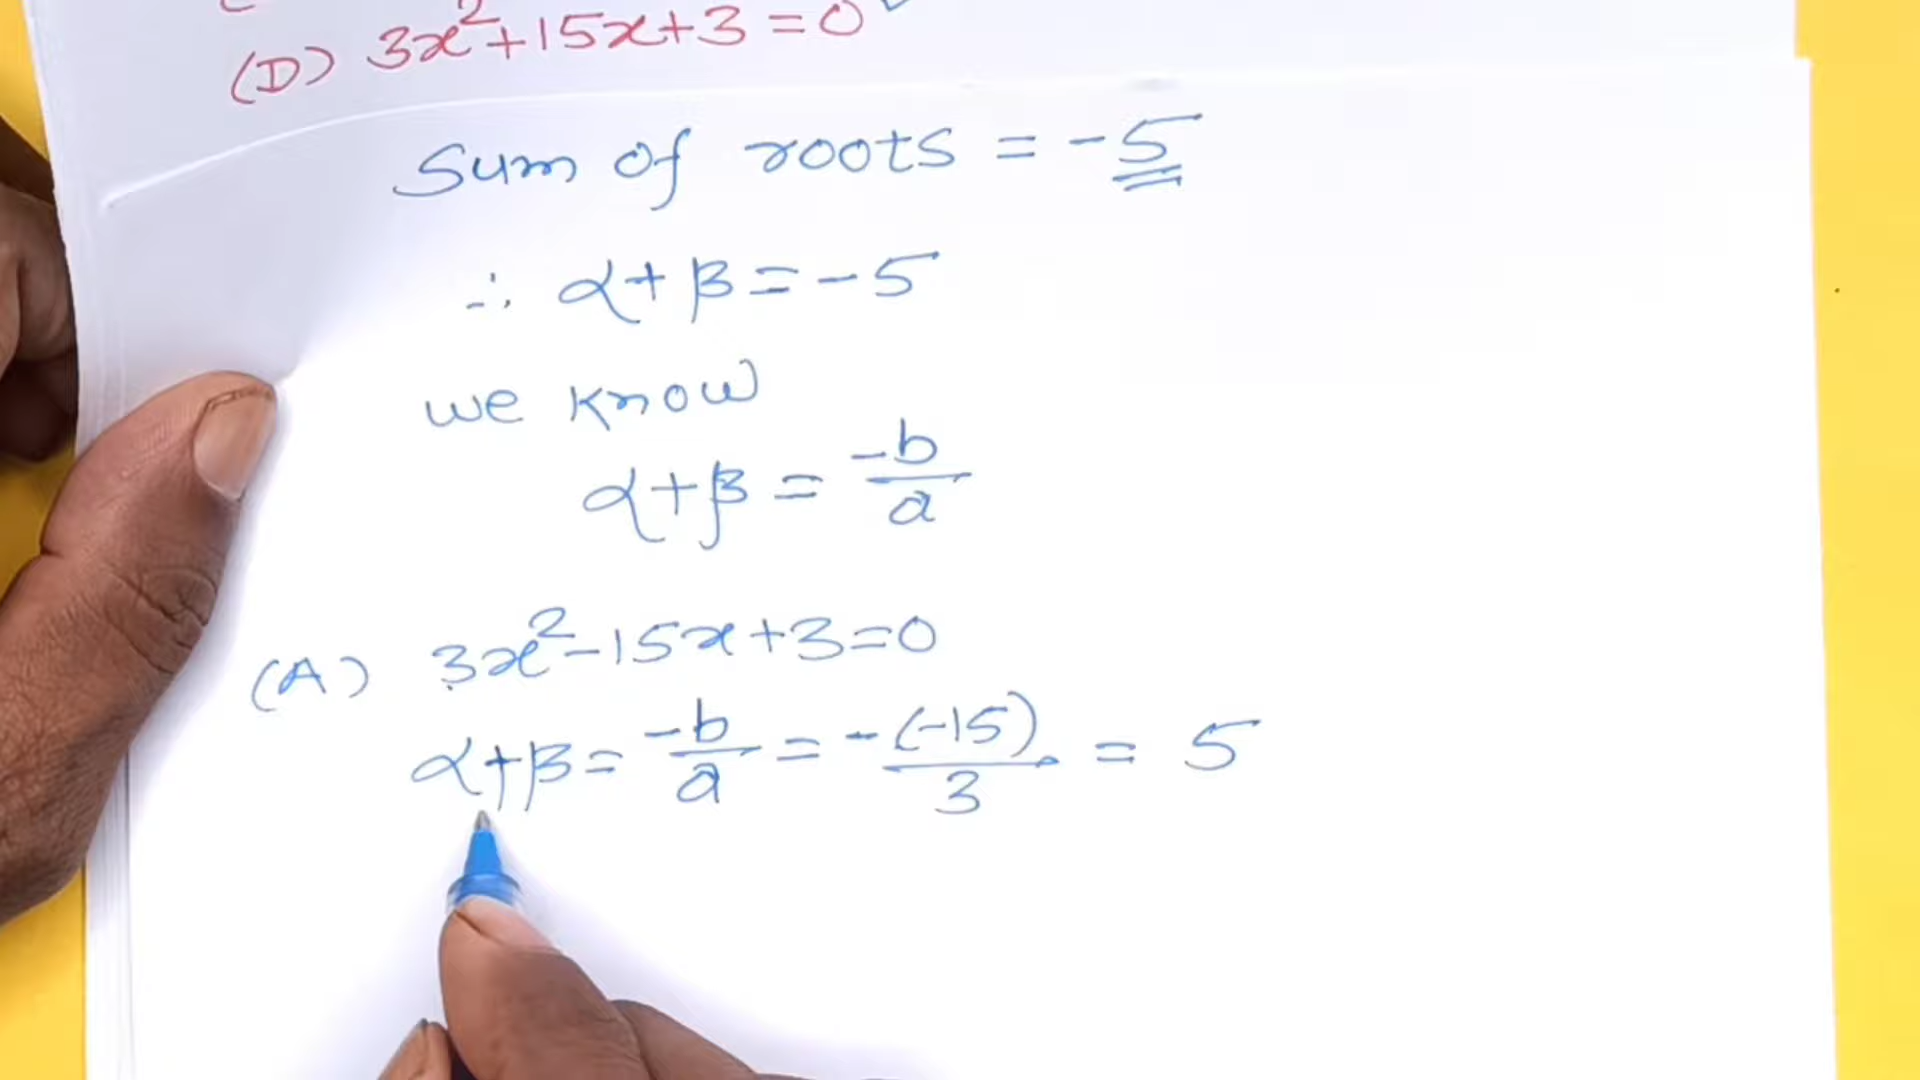 (D) 3x²+15x+3=0
Sum of roots = -5
∴ α+β=-5
we know
α+β = -b/a
(A) 3x²-15x+3=0
α+β = -b/a = -(-15)/3 = 5